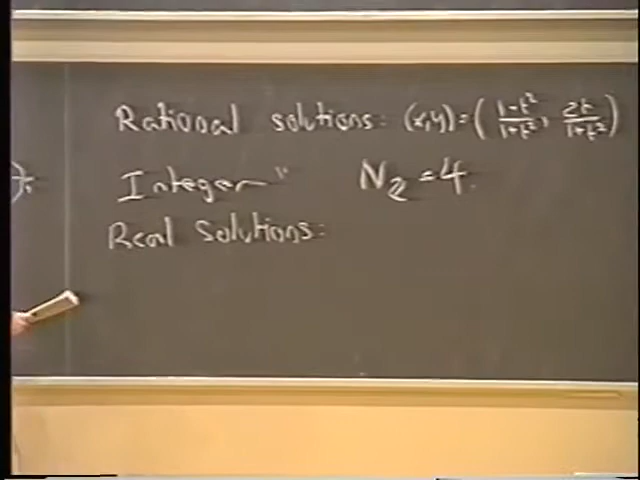 Rational solutions: (x,y)=(1-t²/1+t², 2t/1+t²)
Integer " N_ℤ=4.
Real Solutions: